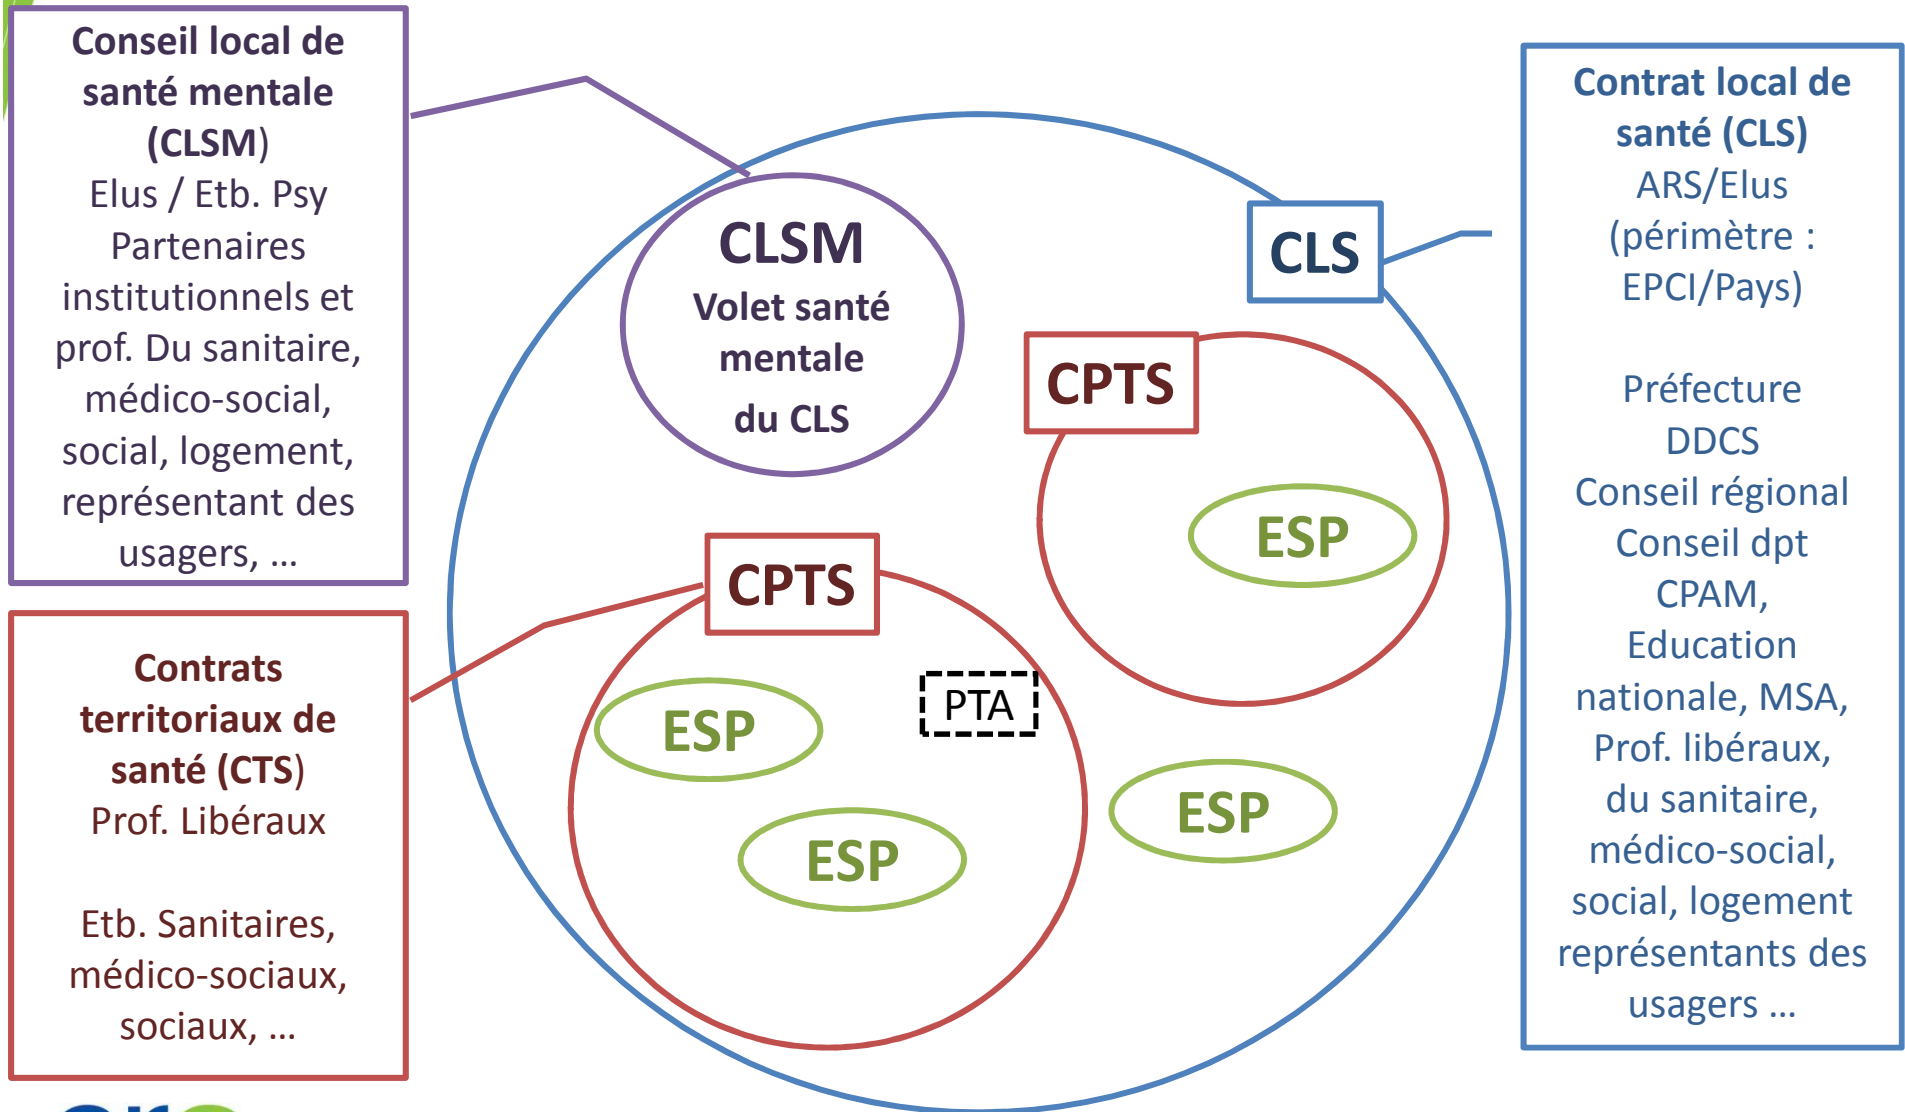 Conseil local de
santé mentale
(CLSM)
Elus / Etb. Psy
Partenaires
institutionnels et
prof. Du sanitaire,
médico-social,
social, logement,
représentant des
usagers, ...
Contrats
territoriaux de
santé (CTS)
Prof. Libéraux
Etb. Sanitaires,
médico-sociaux,
sociaux, ...
CLSM
Volet santé
mentale
du CLS
CLS
CPTS
ESP
CPTS
PTA
ESP
ESP
ESP
Contrat local de
santé (CLS)
ARS/Elus
(périmètre :
EPCI/Pays)
Préfecture
DDCS
Conseil régional
Conseil dpt
CPAM,
Education
nationale, MSA,
Prof. libéraux,
du sanitaire,
médico-social,
social, logement
représentants des
usagers ...